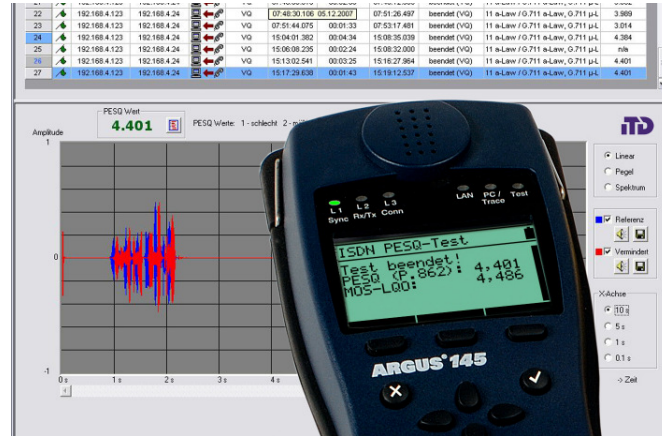 22 192.168.4.123 192.168.4.24 VQ 07:48:30.106 05.12.2007 07:51:26.497 beendet (VQ) 11 a-Law / G.711 a-Law, G.711 µ-L 3.989
23 192.168.4.123 192.168.4.24 VQ 07:51:44.075 00:01:33 07:53:17.481 beendet (VQ) 11 a-Law / G.711 a-Law, G.711 µ-L 3.014
24 192.168.4.123 192.168.4.24 VQ 15:04:01.382 00:04:34 15:08:35.039 beendet (VQ) 11 a-Law / G.711 a-Law, G.711 µ-L 4.384
25 192.168.4.123 192.168.4.24 VQ 15:06:08.235 00:02:24 15:08:32.000 beendet (VQ) 11 a-Law / G.711 a-Law, G.711 µ-L n/a
26 192.168.4.123 192.168.4.24 VQ 15:13:02.541 00:03:25 15:16:27.964 beendet (VQ) 11 a-Law / G.711 a-Law, G.711 µ-L 4.401
27 192.168.4.123 192.168.4.24 VQ 15:17:29.638 00:01:43 15:19:12.537 beendet (VQ) 11 a-Law / G.711 a-Law, G.711 µ-L 4.401
PESQ Wert
4.401
PESQ Werte: 1 - schlecht 2 -
Amplitude
1
0
-1
0 s 1 s 2 s 3 s 4 s
iTD
Linear
Pegel
Spektrum
Referenz
Vermindert
X-Achse
10 s
5 s
1 s
0.1 s
-> Zeit
L1 L2 L3 LAN PC / Test
Sync Rx/Tx Conn Trace
ISDN PESQ-Test
Test beendet!
PESQ (P.862): 4,401
MOS-LQO: 4,486
ARGUS 145